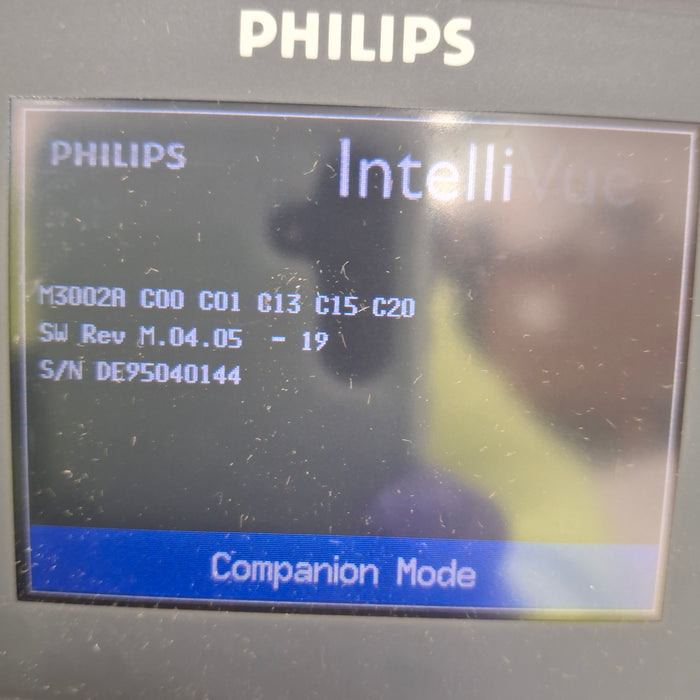 PHILIPS
PHILIPS
IntelliVue
M3002A C00 C01 C13 C15 C20
SW Rev M.04.05 - 19
S/N DE95040144
Companion Mode